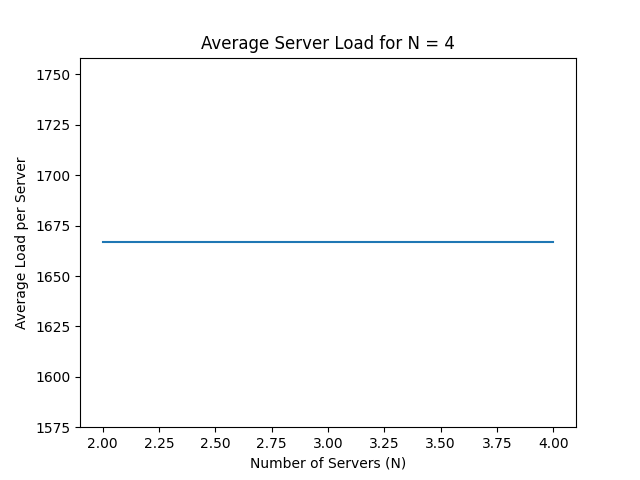 Average Server Load for N = 4
Average Load per Server
1750
1725
1700
1675
1650
1625
1600
1575
2.00 2.25 2.50 2.75 3.00 3.25 3.50 3.75 4.00
Number of Servers (N)